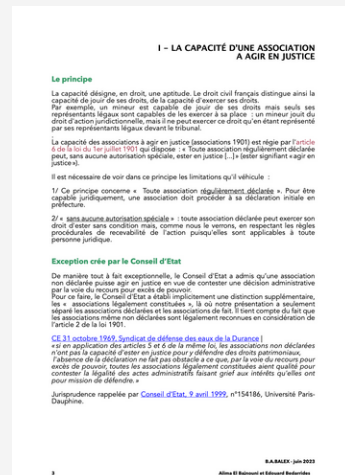 I – LA CAPACITÉ D'UNE ASSOCIATION
A AGIR EN JUSTICE
Le principe
La capacité désigne, en droit, une aptitude. Le droit civil français distingue ainsi la
capacité de jouir de ses droits, de la capacité d'exercer ses droits.
Par exemple, un mineur est capable de jouir de ses droits mais seuls ses
représentants légaux sont capables de les exercer à sa place : un mineur jouit du
droit d'action juridictionnelle, mais il ne peut exercer ce droit qu'en étant représenté
par ses représentants légaux devant le tribunal.
.
La capacité des associations à agir en justice (associations 1901) est régie par l'article
6 de la loi du 1er juillet 1901 qui dispose : « Toute association régulièrement déclarée
peut, sans aucune autorisation spéciale, ester en justice [...] » (ester signifiant «agir en
justice»).
Il est nécessaire de voir dans ce principe les limitations qu'il véhicule :
1/ Ce principe concerne « Toute association régulièrement déclarée ». Pour être
capable juridiquement, une association doit procéder à sa déclaration initiale en
préfecture.
2/ « sans aucune autorisation spéciale » : toute association déclarée peut exercer son
droit d'ester sans condition mais, comme nous le verrons, en respectant les règles
procédurales de recevabilité de l'action puisqu'elles sont applicables à toute
personne juridique.
Exception crée par le Conseil d'Etat
De manière tout à fait exceptionnelle, le Conseil d'Etat a admis qu'une association
non déclarée puisse agir en justice en vue de contester une décision administrative
par la voie du recours pour excès de pouvoir.
Pour ce faire, le Conseil d'Etat a établi implicitement une distinction supplémentaire,
les « associations légalement constituées », là où notre présentation a seulement
séparé les associations déclarées et les associations de fait. Il tient compte du fait que
les associations même non déclarées sont légalement reconnues en considération de
l'article 2 de la loi 1901.
CE 31 octobre 1969, Syndicat de défense des eaux de la Durance |
«si en application des articles 5 et 6 de la même loi, les associations non déclarées
n'ont pas la capacité d'ester en justice pour y défendre des droits patrimoniaux,
l'absence de la déclaration ne fait pas obstacle a ce que, par la voie du recours pour
excès de pouvoir, toutes les associations légalement constituées aient qualité pour
contester la légalité des actes administratifs faisant grief aux intérêts qu'elles ont
pour mission de défendre. »
Jurisprudence rappelée par Conseil d'Etat, 9 avril 1999, n°154186, Université Paris-
Dauphine.
B.A.BALEX - juin 2023
3 Alima El Bajnouni et Edouard Bedarrides